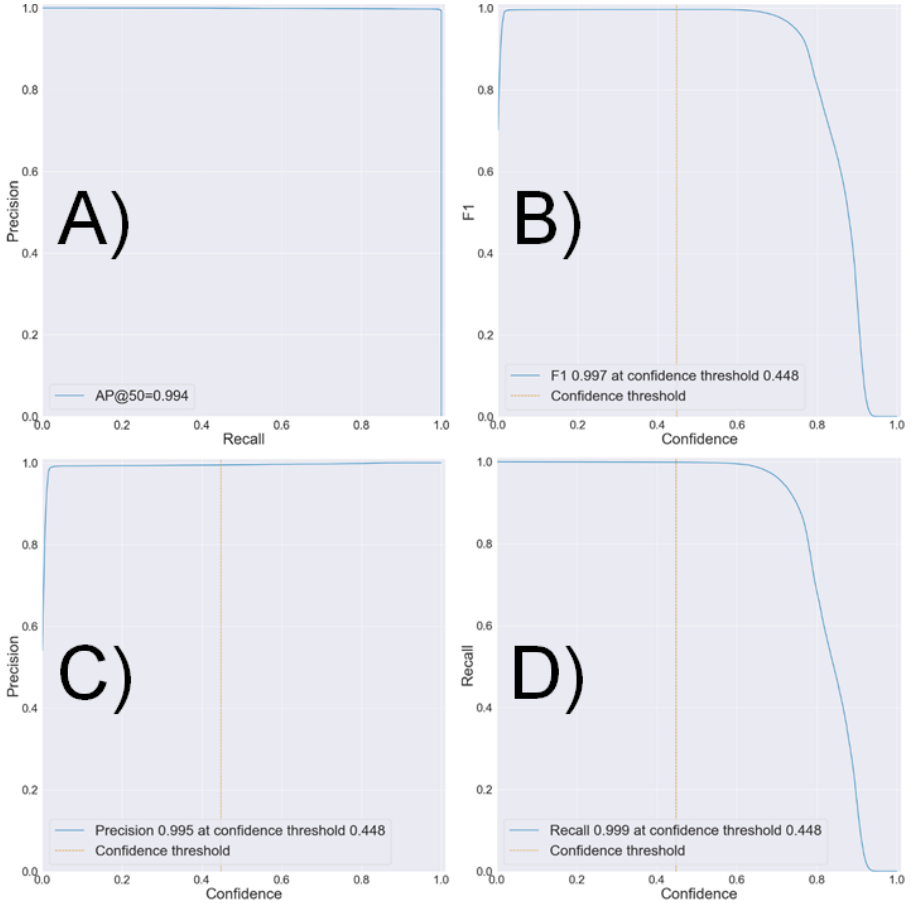 1.0
0.8
0.6
0.4
0.2
0.0
Precision
A)
AP@50=0.994
0.0 0.2 0.4 0.6 0.8 1.0
Recall
1.0
0.8
0.6
0.4
0.2
0.0
F1
B)
F1 0.997 at confidence threshold 0.448
Confidence threshold
0.0 0.2 0.4 0.6 0.8 1.0
Confidence
1.0
0.8
0.6
0.4
0.2
0.0
Precision
C)
Precision 0.995 at confidence threshold 0.448
Confidence threshold
0.0 0.2 0.4 0.6 0.8 1.0
Confidence
1.0
0.8
0.6
0.4
0.2
0.0
Recall
D)
Recall 0.999 at confidence threshold 0.448
Confidence threshold
0.0 0.2 0.4 0.6 0.8 1.0
Confidence